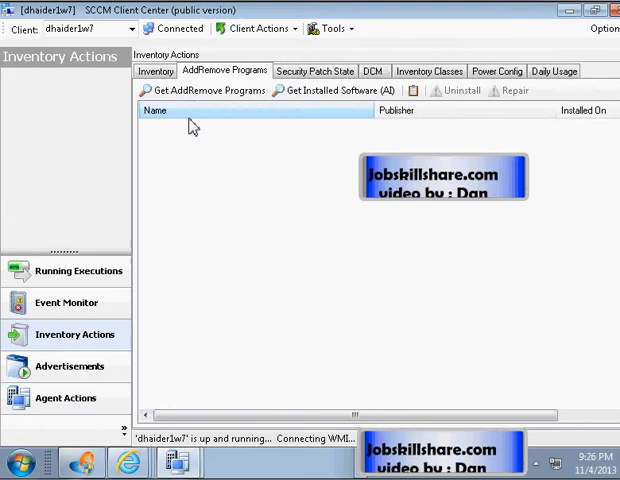 [dhaider1w7] SCCM Client Center (public version)
Client: dhaider1w7 Connected Client Actions Tools Option
Inventory Actions
Inventory Actions
Inventory AddRemove Programs Security Patch State DCM Inventory Classes Power Config Daily Usage
Get AddRemove Programs Get Installed Software (AI) Uninstall Repair
Name Publisher Installed On
Jobskillshare.com
video by : Dan
Running Executions
Event Monitor
Inventory Actions
Advertisements
Agent Actions
'dhaider1w7' is up and running... Connecting WMI...
Jobskillshare.com
video by : Dan
9:26 PM
11/4/2013